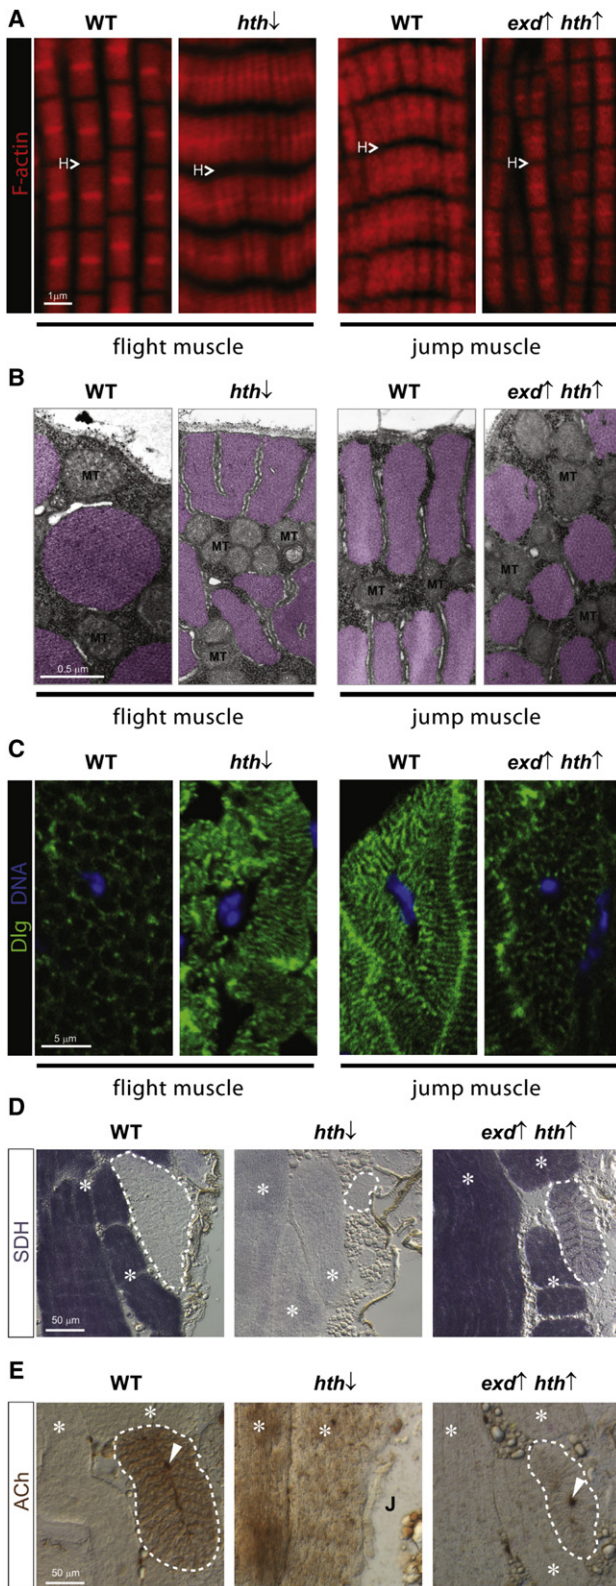 A
WT hth↓ WT exd↑ hth↑
F-actin
H H H H
1μm
flight muscle jump muscle
B
WT hth↓ WT exd↑ hth↑
MT MT MT MT MT MT MT MT MT
0.5 μm
flight muscle jump muscle
C
WT hth↓ WT exd↑ hth↑
Dlg DNA
5 μm
flight muscle jump muscle
D
WT hth↓ exd↑ hth↑
SDH
* * * * * * * *
50 μm
E
WT hth↓ exd↑ hth↑
ACh
* * * * * * *
J
50 μm